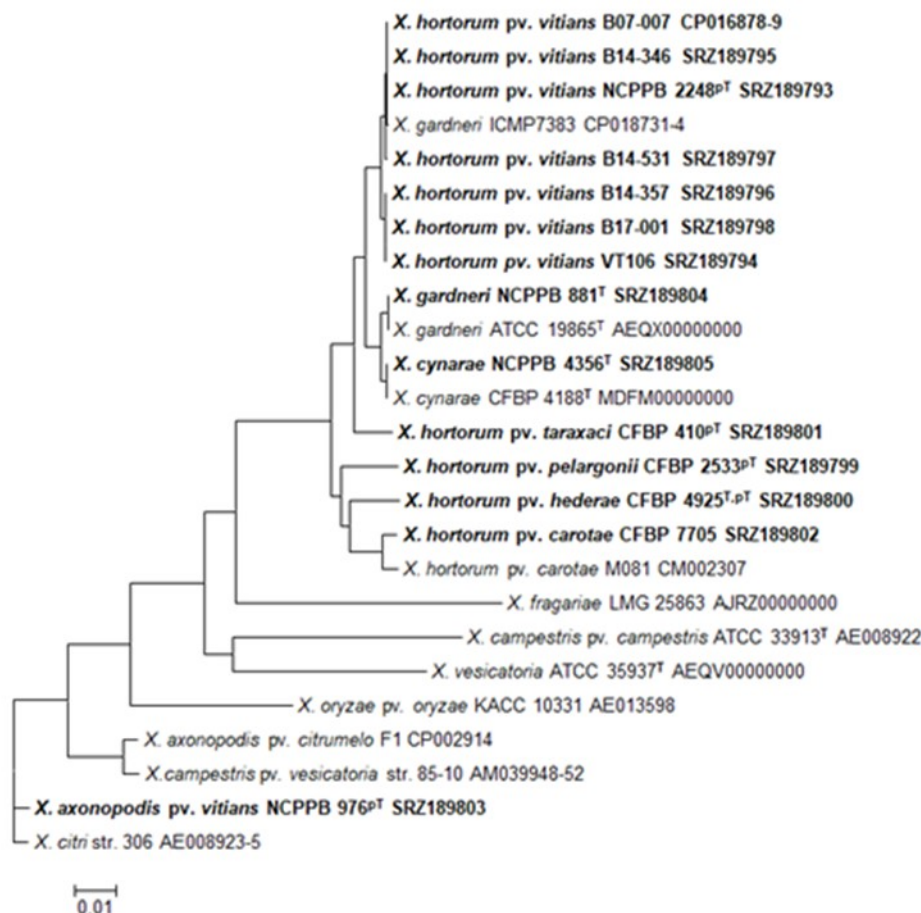 X. hortorum pv. vitians B07-007 CP016878-9
X. hortorum pv. vitians B14-346 SRZ189795
X. hortorum pv. vitians NCPPB 2248ᵖᵀ SRZ189793
X. gardneri ICMP7383 CP018731-4
X. hortorum pv. vitians B14-531 SRZ189797
X. hortorum pv. vitians B14-357 SRZ189796
X. hortorum pv. vitians B17-001 SRZ189798
X. hortorum pv. vitians VT106 SRZ189794
X. gardneri NCPPB 881ᵀ SRZ189804
X. gardneri ATCC 19865ᵀ AEQX00000000
X. cynarae NCPPB 4356ᵀ SRZ189805
X. cynarae CFBP 4188ᵀ MDFM00000000
X. hortorum pv. taraxaci CFBP 410ᵖᵀ SRZ189801
X. hortorum pv. pelargonii CFBP 2533ᵖᵀ SRZ189799
X. hortorum pv. hederae CFBP 4925ᵀ·ᵖᵀ SRZ189800
X. hortorum pv. carotae CFBP 7705 SRZ189802
X. hortorum pv. carotae M081 CM002307
X. fragariae LMG 25863 AJRZ00000000
X. campestris pv. campestris ATCC 33913ᵀ AE008922
X. vesicatoria ATCC 35937ᵀ AEQV00000000
X. oryzae pv. oryzae KACC 10331 AE013598
X. axonopodis pv. citrumelo F1 CP002914
X.campestris pv. vesicatoria str. 85-10 AM039948-52
X. axonopodis pv. vitians NCPPB 976ᵖᵀ SRZ189803
X. citri str. 306 AE008923-5
0.01